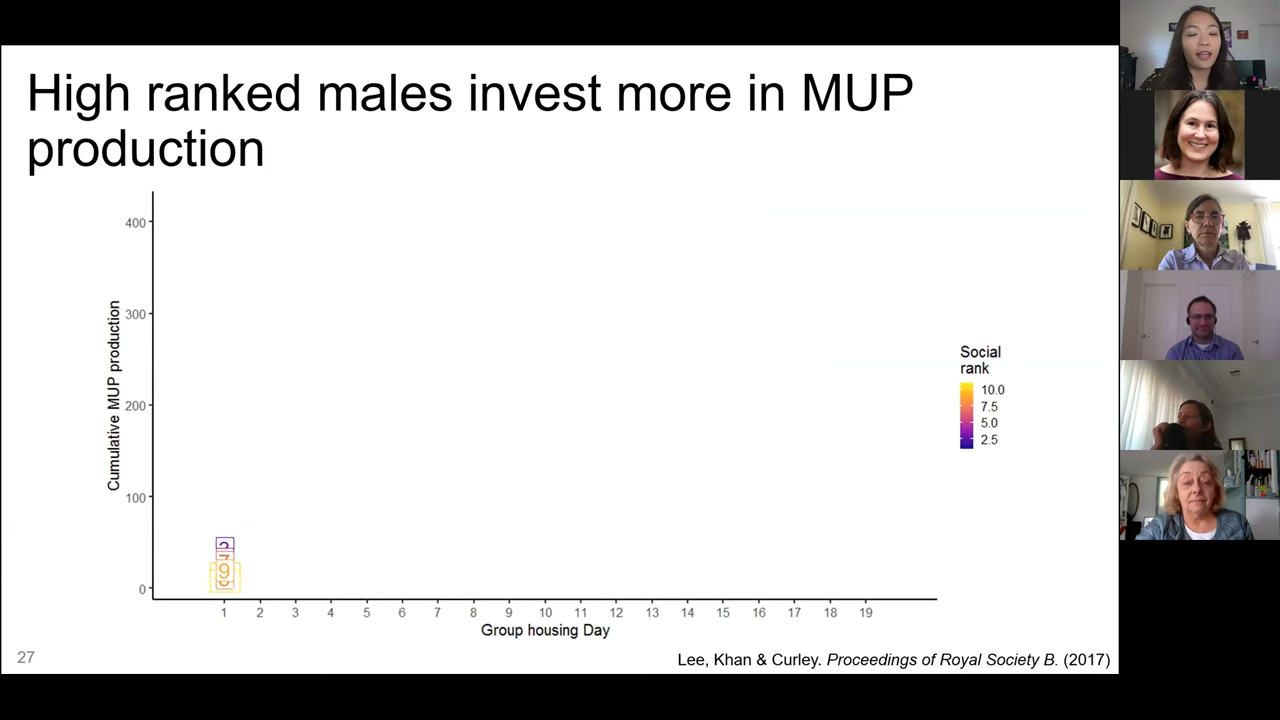 High ranked males invest more in MUP
production
400
300
200
100
0
Cumulative MUP production
9
1 2 3 4 5 6 7 8 9 10 11 12 13 14 15 16 17 18 19
Group housing Day
Social
rank
10.0
7.5
5.0
2.5
27
Lee, Khan & Curley. Proceedings of Royal Society B. (2017)